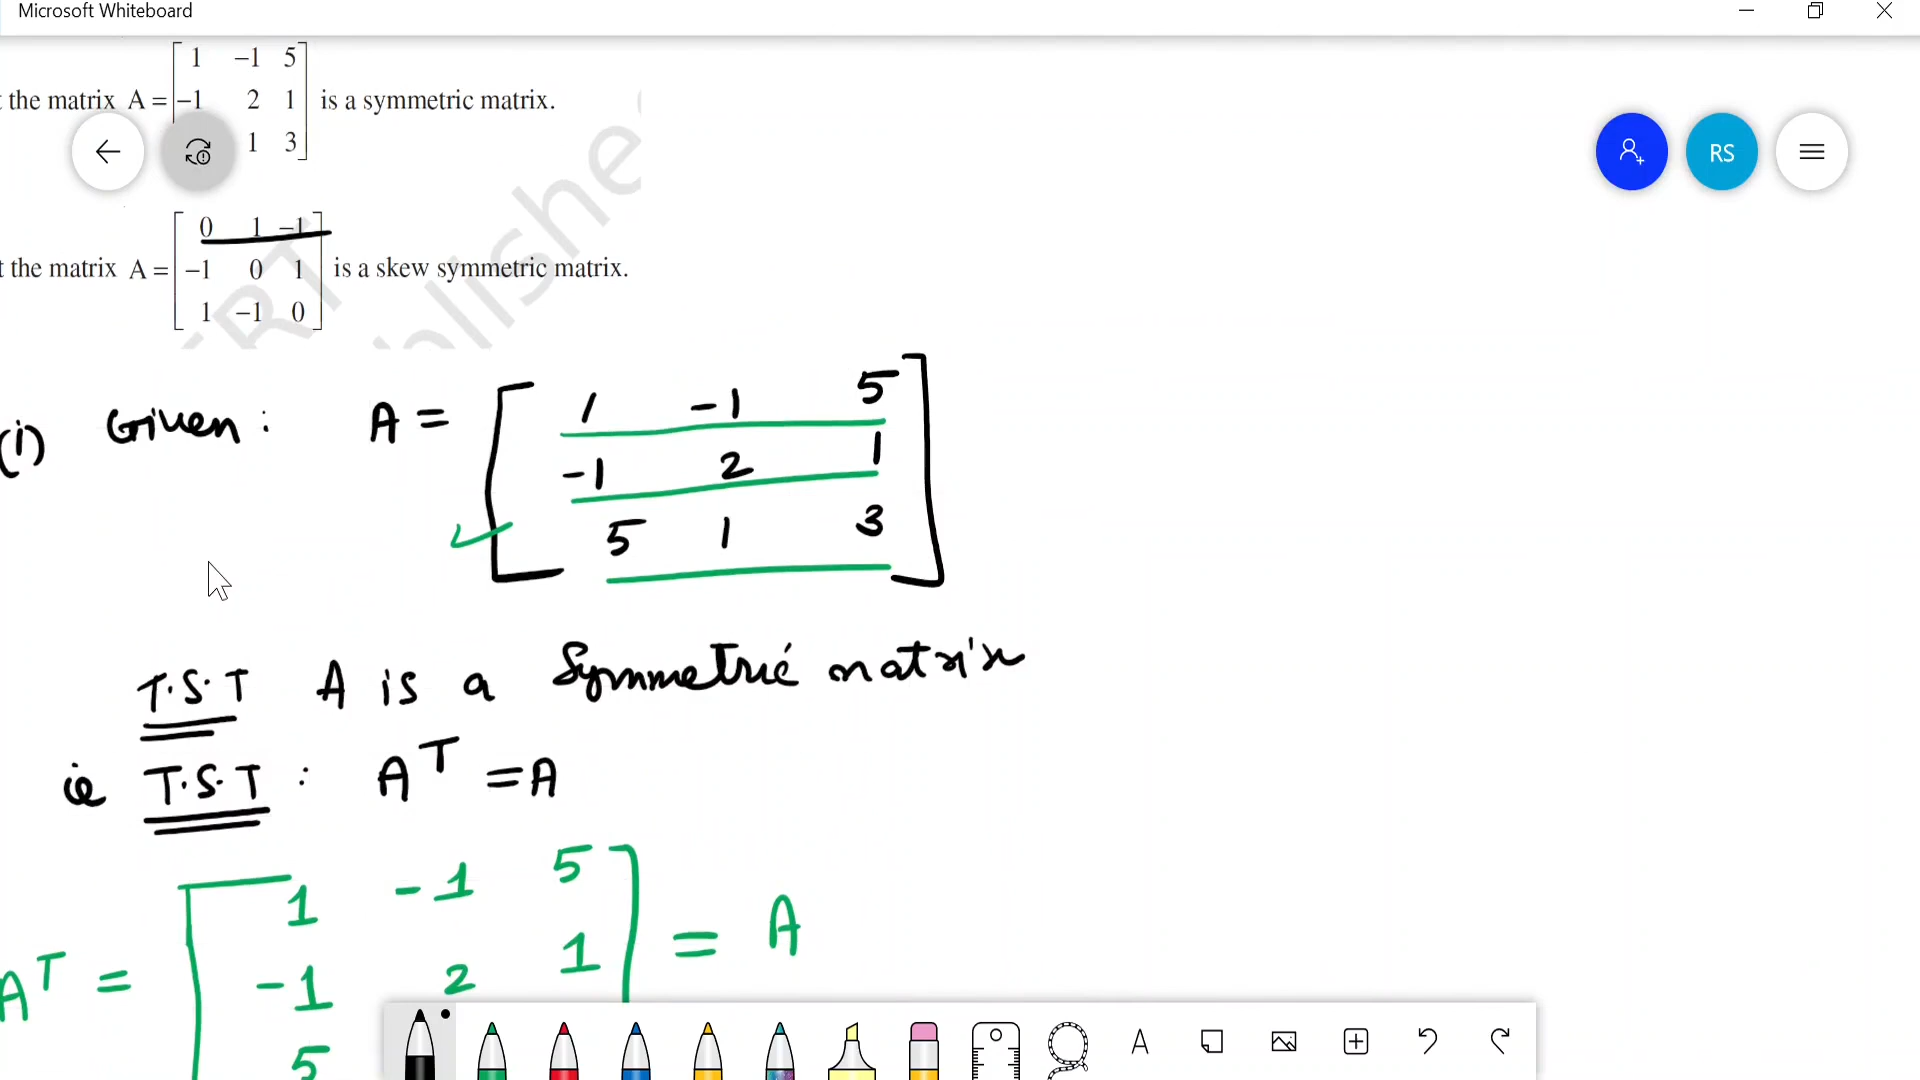 Microsoft Whiteboard
1 −1 5
the matrix A = −1 2 1 is a symmetric matrix.
1 3
RS
0 1 −1
t the matrix A = −1 0 1 is a skew symmetric matrix.
1 −1 0
blishe
RT
(i) Given : A = 1 -1 5
-1 2 1
5 1 3
T.S.T A is a Symmetric matrix
ie T.S.T : A^T = A
A^T = 1 -1 5 = A
-1 2 1
5
A